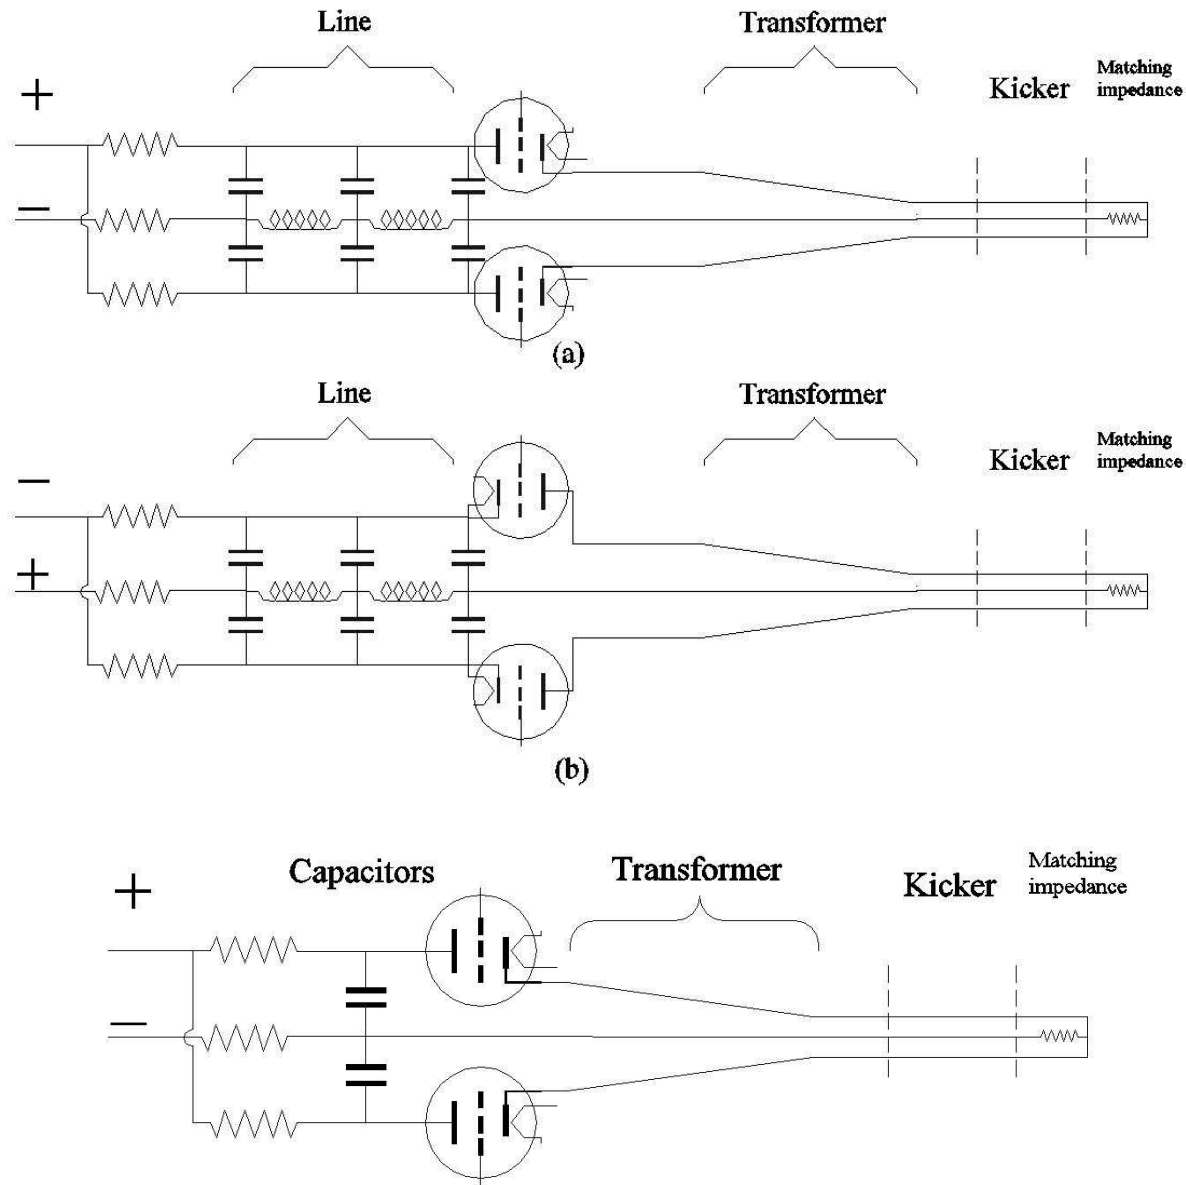 Line
Transformer
+
Kicker
Matching
impedance
−
(a)
Line
Transformer
−
Kicker
Matching
impedance
+
(b)
+
Capacitors
Transformer
Kicker
Matching
impedance
−